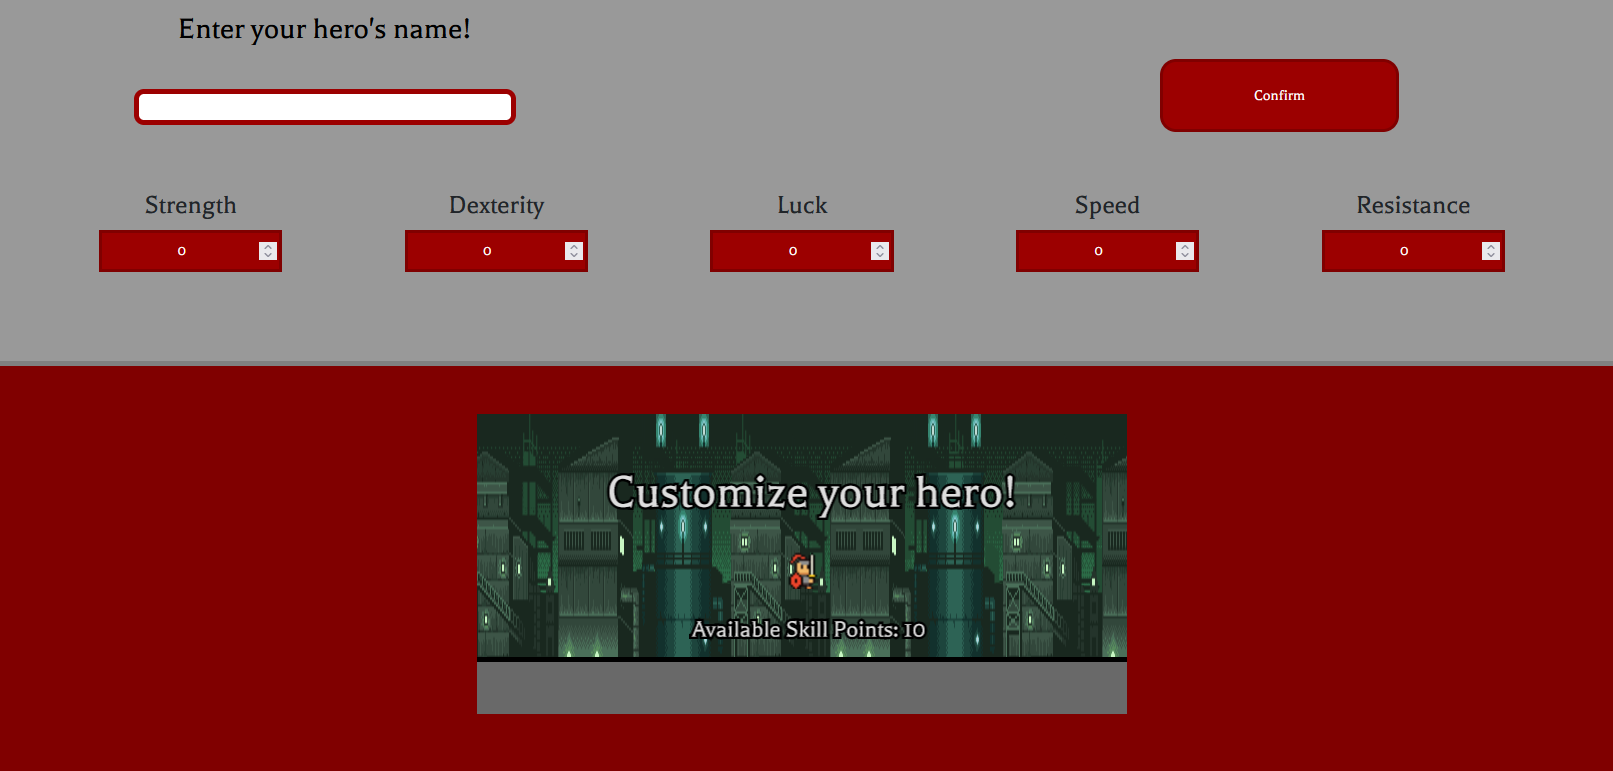 Enter your hero's name!
Confirm
Strength Dexterity Luck Speed Resistance
0 0 0 0 0
Customize your hero!
Available Skill Points: 10